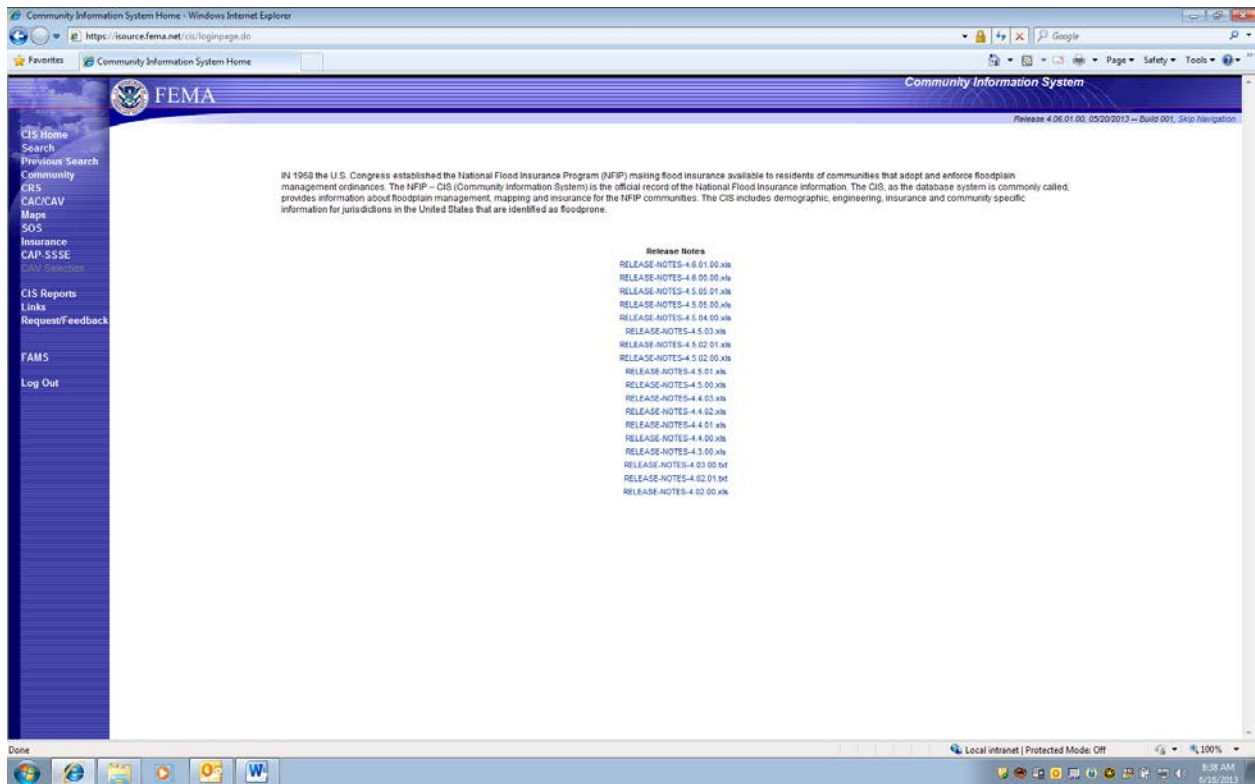 Community Information System Home - Windows Internet Explorer
https://isource.fema.net/cis/loginpage.do
Google
Favorites
Community Information System Home
Page
Safety
Tools
FEMA
Community Information System
Release 4.06.01.00, 05/20/2013 -- Build 001, Skip Navigation
CIS Home
Search
Previous Search
Community
CRS
CAC/CAV
Maps
SOS
Insurance
CAP-SSSE
CAV Selection
CIS Reports
Links
Request/Feedback
FAMS
Log Out
IN 1968 the U.S. Congress established the National Flood Insurance Program (NFIP) making flood insurance available to residents of communities that adopt and enforce floodplain
management ordinances. The NFIP – CIS (Community Information System) is the official record of the National Flood Insurance information. The CIS, as the database system is commonly called,
provides information about floodplain management, mapping and insurance for the NFIP communities. The CIS includes demographic, engineering, insurance and community specific
information for jurisdictions in the United States that are identified as floodprone.
Release Notes
RELEASE-NOTES-4.6.01.00.xls
RELEASE-NOTES-4.6.00.00.xls
RELEASE-NOTES-4.5.05.01.xls
RELEASE-NOTES-4.5.05.00.xls
RELEASE-NOTES-4.5.04.00.xls
RELEASE-NOTES-4.5.03.xls
RELEASE-NOTES-4.5.02.01.xls
RELEASE-NOTES-4.5.02.00.xls
RELEASE-NOTES-4.5.01.xls
RELEASE-NOTES-4.5.00.xls
RELEASE-NOTES-4.4.03.xls
RELEASE-NOTES-4.4.02.xls
RELEASE-NOTES-4.4.01.xls
RELEASE-NOTES-4.4.00.xls
RELEASE-NOTES-4.3.00.xls
RELEASE-NOTES-4.03.00.txt
RELEASE-NOTES-4.02.01.txt
RELEASE-NOTES-4.02.00.xls
Done
Local intranet | Protected Mode: Off
100%
8:38 AM
6/18/2013